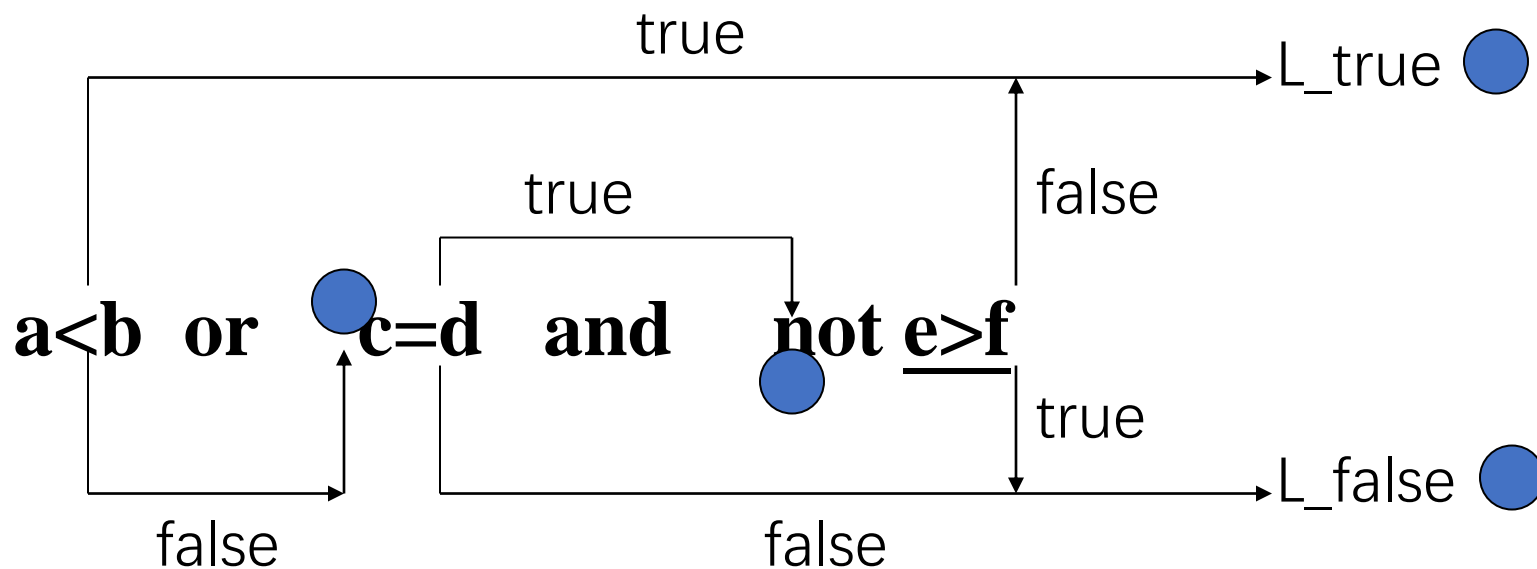 true
L_true
true
false
a<b or c=d and not e>f
true
L_false
false
false